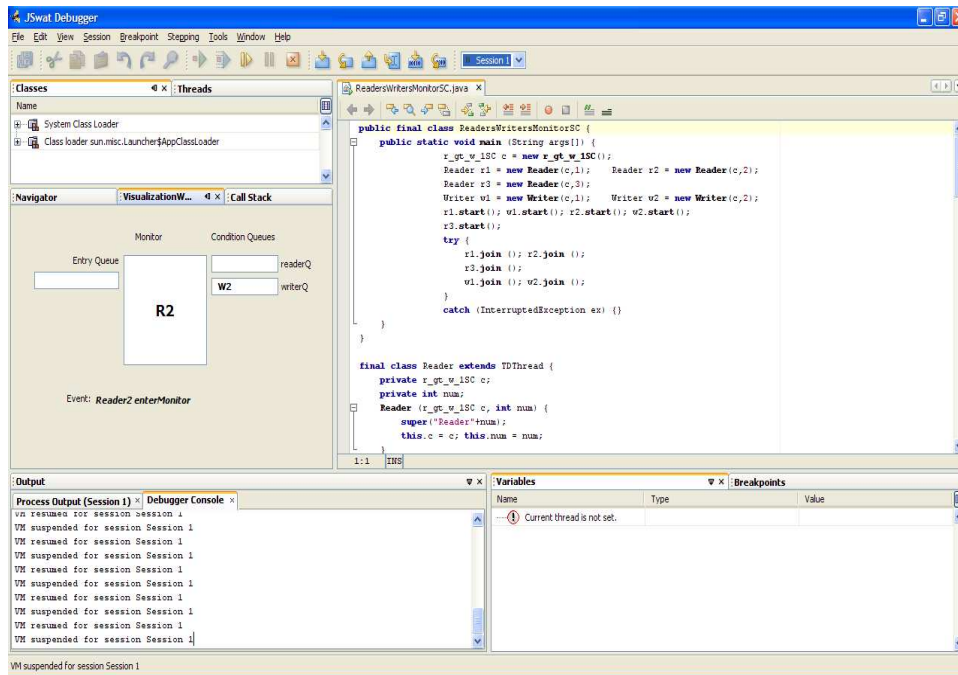 JSwat Debugger
File Edit View Session Breakpoint Stepping Tools Window Help
Session 1
Classes
Threads
Name
System Class Loader
Class loader sun.misc.Launcher$AppClassLoader
Navigator
VisualizationW...
Call Stack
Monitor
Condition Queues
Entry Queue
readerQ
W2
writerQ
R2
Event: Reader2 enterMonitor
ReadersWritersMonitorSC.java
public final class ReadersWritersMonitorSC {
public static void main (String args[]) {
r_gt_w_1SC c = new r_gt_w_1SC();
Reader r1 = new Reader(c,1); Reader r2 = new Reader(c,2);
Reader r3 = new Reader(c,3);
Writer w1 = new Writer(c,1); Writer w2 = new Writer(c,2);
r1.start(); w1.start(); r2.start(); w2.start();
r3.start();
try {
r1.join (); r2.join ();
r3.join ();
w1.join (); w2.join ();
}
catch (InterruptedException ex) {}
}
}
final class Reader extends TDThread {
private r_gt_w_1SC c;
private int num;
Reader (r_gt_w_1SC c, int num) {
super("Reader"+num);
this.c = c; this.num = num;
}
1:1 INS
Output
Process Output (Session 1)
Debugger Console
VM resumed for session Session 1
VM suspended for session Session 1
VM resumed for session Session 1
VM suspended for session Session 1
VM resumed for session Session 1
VM suspended for session Session 1
VM resumed for session Session 1
VM suspended for session Session 1
VM resumed for session Session 1
VM suspended for session Session 1
Variables
Breakpoints
Name Type Value
Current thread is not set.
VM suspended for session Session 1